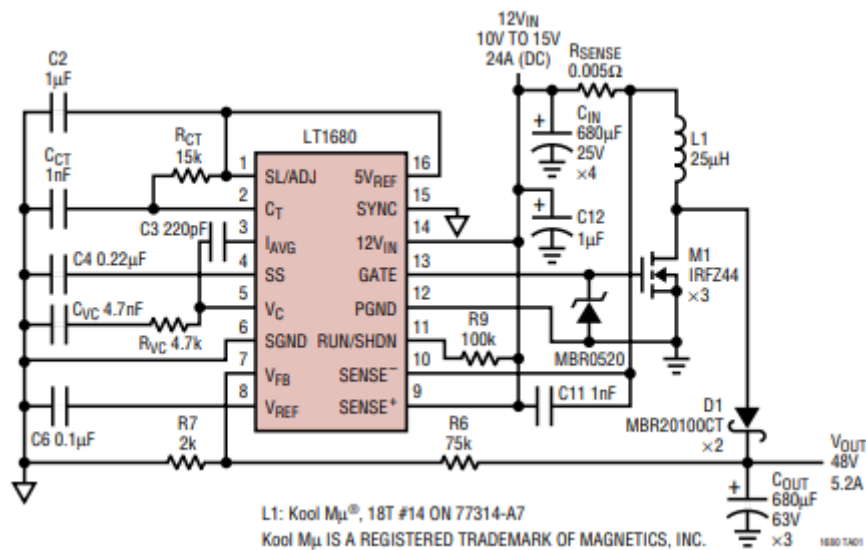 12VIN
10V TO 15V
24A (DC)
RSENSE
0.005Ω
C2
1µF
RCT
15k
LT1680
+
CIN
680µF
25V
×4
L1
25µH
CCT
1nF
1
SL/ADJ
5VREF
16
2
CT
SYNC
15
C3 220pF
3
IAVG
12VIN
14
+
C12
1µF
C4 0.22µF
4
SS
GATE
13
M1
IRFZ44
×3
CVC 4.7nF
5
VC
PGND
12
RVC 4.7k
6
SGND
RUN/SHDN
11
R9
100k
MBR0520
7
VFB
SENSE−
10
8
VREF
SENSE+
9
C11 1nF
C6 0.1µF
R7
2k
R6
75k
D1
MBR20100CT
×2
VOUT
48V
5.2A
+
COUT
680µF
63V
×3
L1: Kool Mµ®, 18T #14 ON 77314-A7
Kool Mµ IS A REGISTERED TRADEMARK OF MAGNETICS, INC.
1680 TA01